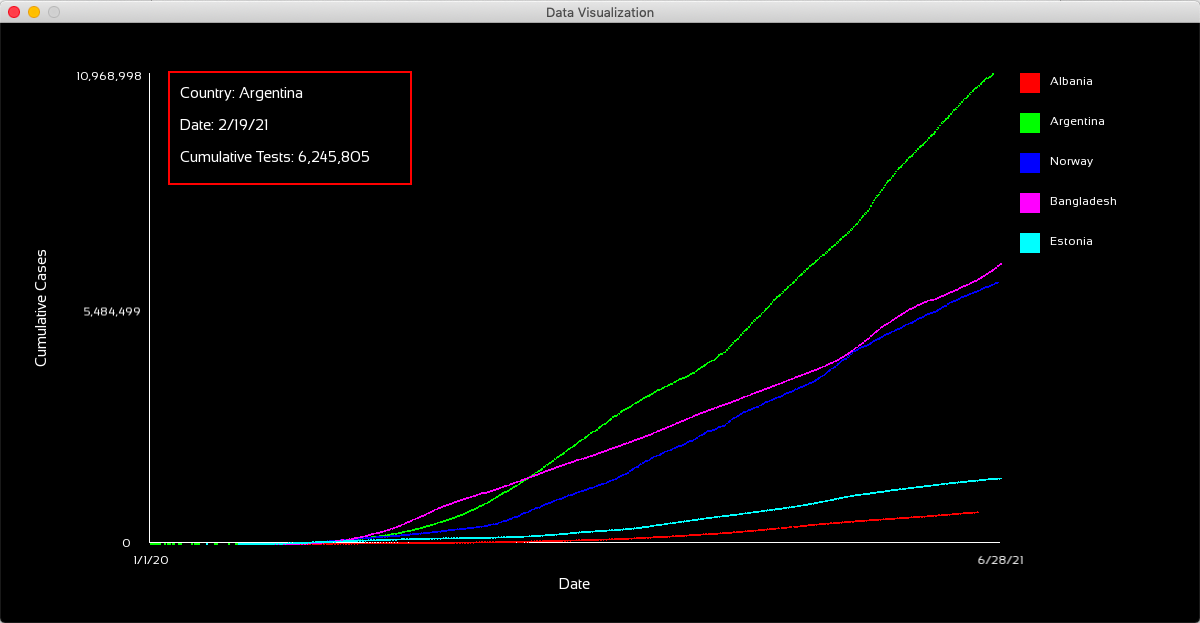 Data Visualization
10,968,998
Country: Argentina
Date: 2/19/21
Cumulative Tests: 6,245,805
Albania
Argentina
Norway
Bangladesh
Estonia
Cumulative Cases
5,484,499
0
1/1/20
6/28/21
Date